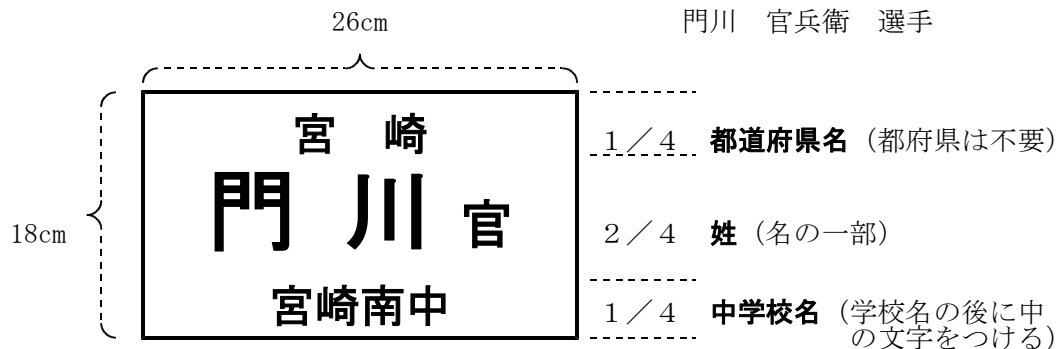 26cm
門川 官兵衛 選手
宮 崎
1/4 都道府県名（都府県は不要）
門 川 官
18cm
2/4 姓（名の一部）
宮崎南中
1/4 中学校名（学校名の後に中
の文字をつける）